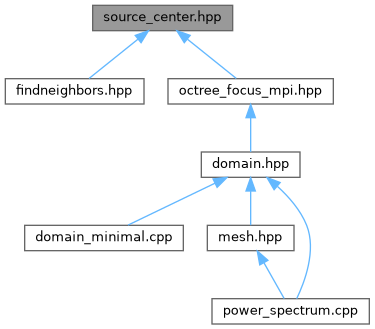 source_center.hpp
findneighbors.hpp
octree_focus_mpi.hpp
domain.hpp
domain_minimal.cpp
mesh.hpp
power_spectrum.cpp